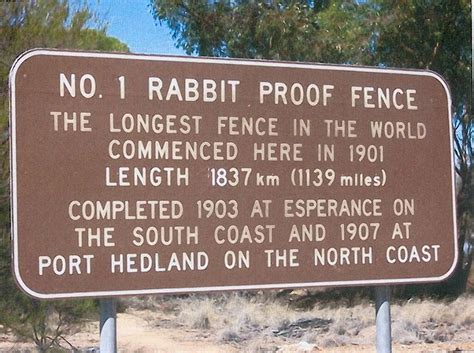 NO. 1 RABBIT PROOF FENCE
THE LONGEST FENCE IN THE WORLD
COMMENCED HERE IN 1901
LENGTH 1837 km (1139 miles)
COMPLETED 1903 AT ESPERANCE ON
THE SOUTH COAST AND 1907 AT
PORT HEDLAND ON THE NORTH COAST